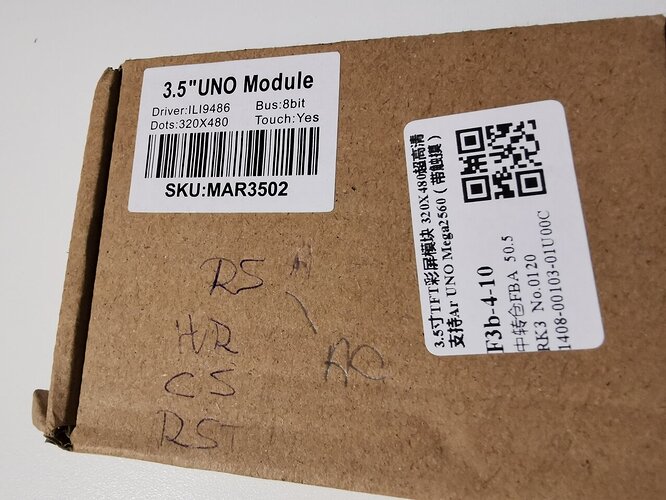 3.5"UNO Module
Driver:ILI9486 Bus:8bit
Dots:320X480 Touch:Yes
SKU:MAR3502
3.5寸TFT彩屏模块 320X480超高清
支持Ar UNO Mega2560（带触摸）
F3b-4-10
中转仓FBA 50.5
RK3 No.0120
1408-00103-01U00C
RS
WR
CS
RST